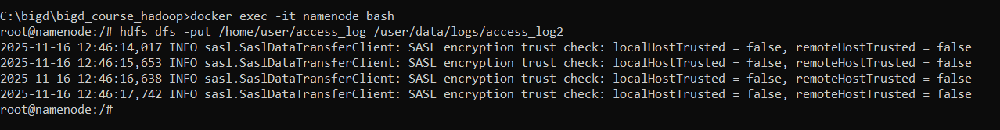 C:\bigd\bigd_course_hadoop>docker exec -it namenode bash
root@namenode:/# hdfs dfs -put /home/user/access_log /user/data/logs/access_log2
2025-11-16 12:46:14,017 INFO sasl.SaslDataTransferClient: SASL encryption trust check: localHostTrusted = false, remoteHostTrusted = false
2025-11-16 12:46:15,653 INFO sasl.SaslDataTransferClient: SASL encryption trust check: localHostTrusted = false, remoteHostTrusted = false
2025-11-16 12:46:16,638 INFO sasl.SaslDataTransferClient: SASL encryption trust check: localHostTrusted = false, remoteHostTrusted = false
2025-11-16 12:46:17,742 INFO sasl.SaslDataTransferClient: SASL encryption trust check: localHostTrusted = false, remoteHostTrusted = false
root@namenode:/#